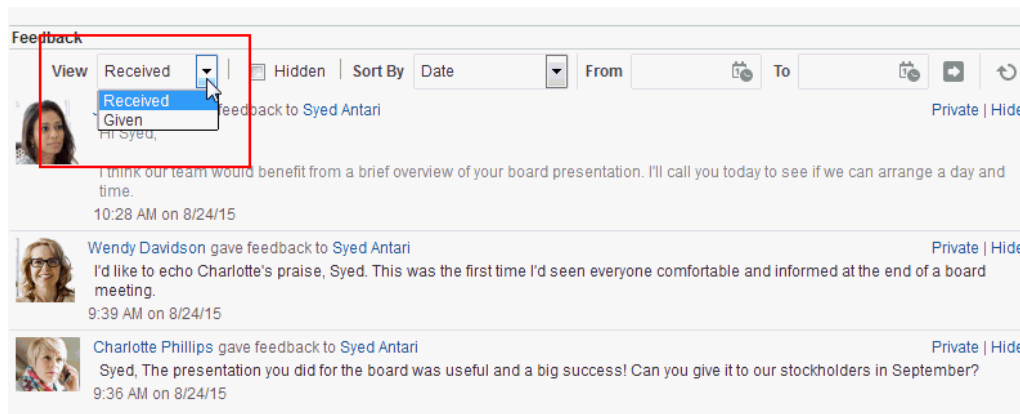 Feedback
View Received Hidden Sort By Date From To
Received
Given
feedback to Syed Antari Private | Hide
Hi Syed,
I think our team would benefit from a brief overview of your board presentation. I'll call you today to see if we can arrange a day and
time.
10:28 AM on 8/24/15
Wendy Davidson gave feedback to Syed Antari Private | Hide
I'd like to echo Charlotte's praise, Syed. This was the first time I'd seen everyone comfortable and informed at the end of a board
meeting.
9:39 AM on 8/24/15
Charlotte Phillips gave feedback to Syed Antari Private | Hide
Syed, The presentation you did for the board was useful and a big success! Can you give it to our stockholders in September?
9:36 AM on 8/24/15